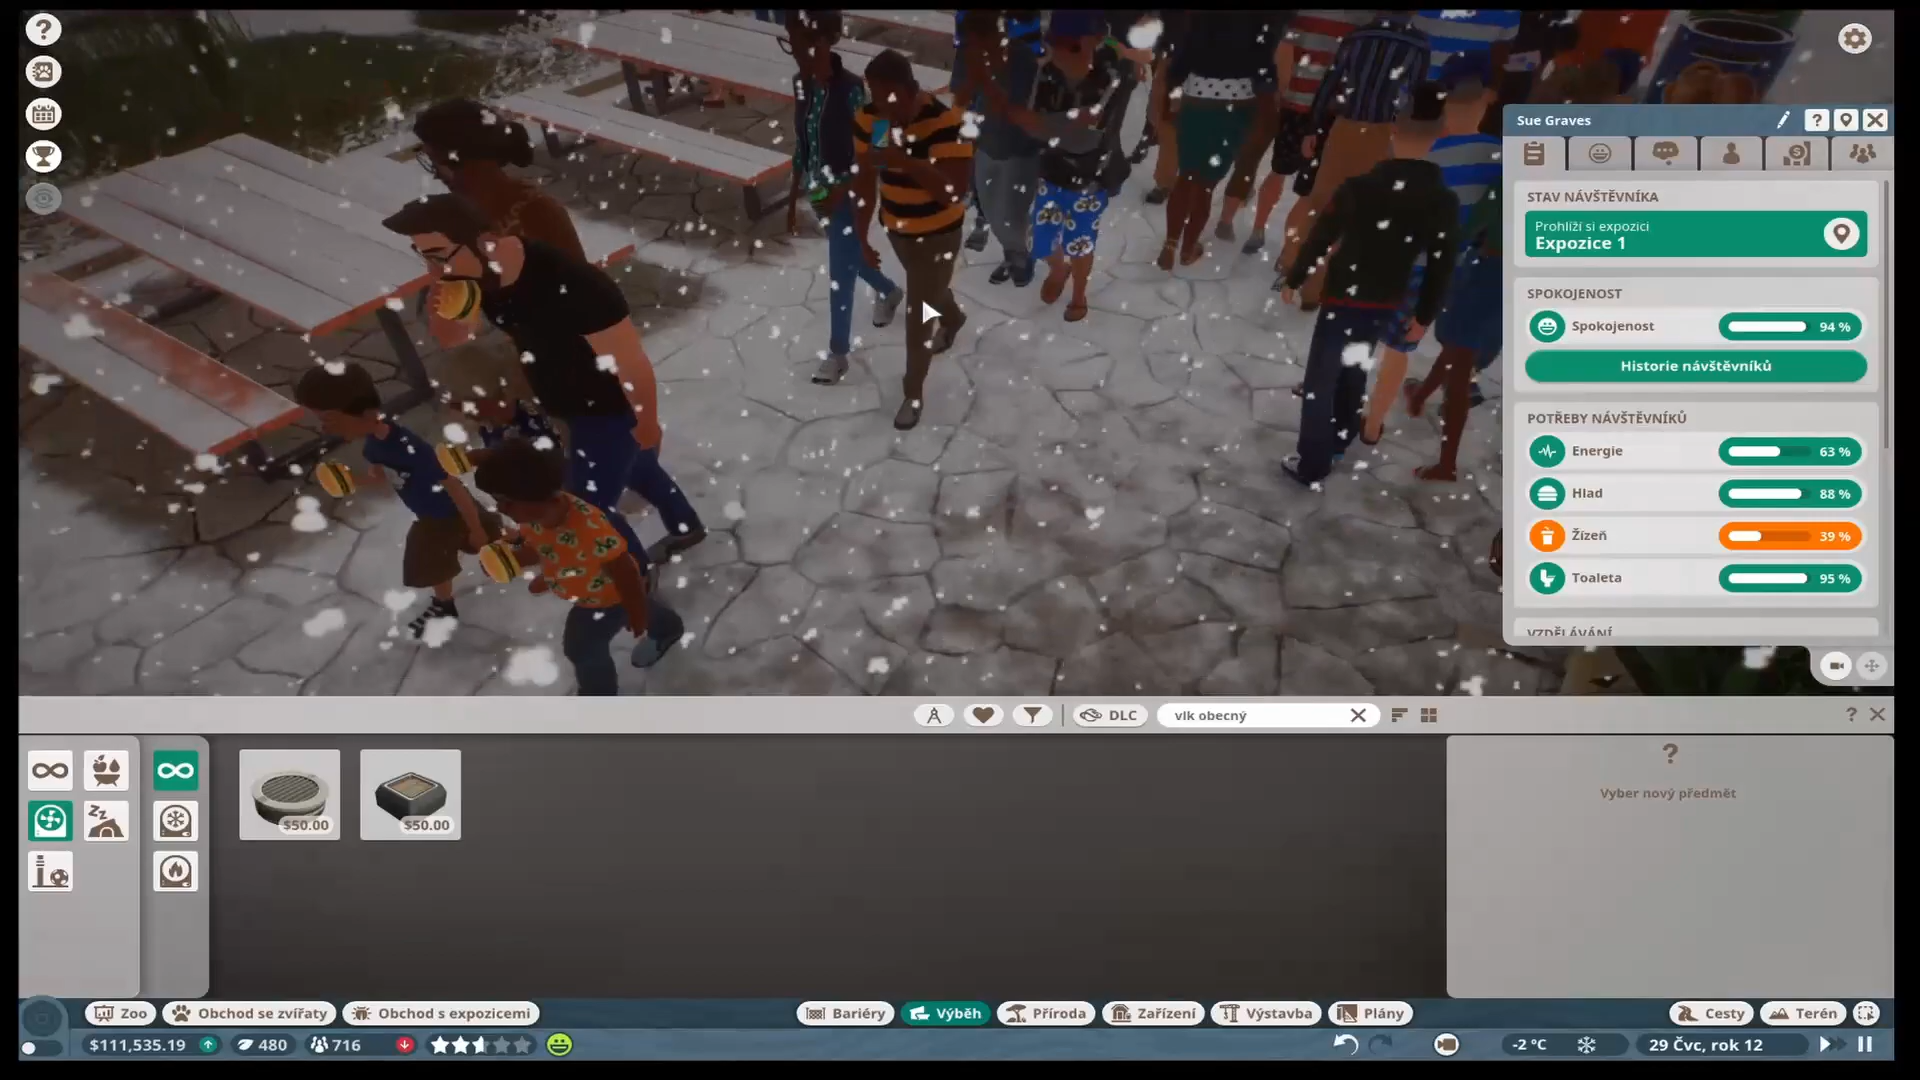 Sue Graves
?
?
STAV NÁVŠTĚVNÍKA
Prohlíží si expozici
Expozice 1
SPOKOJENOST
Spokojenost 94 %
Historie návštěvníků
POTŘEBY NÁVŠTĚVNÍKŮ
Energie 63 %
Hlad 88 %
Žízeň 39 %
Toaleta 95 %
VZDĚLÁVÁNÍ
DLC vlk obecný
?
$50.00 $50.00
?
Vyber nový předmět
Zoo Obchod se zvířaty Obchod s expozicemi Bariéry Výběh Příroda Zařízení Výstavba Plány Cesty Terén
$111,535.19 480 716 -2 °C 29 Čvc, rok 12